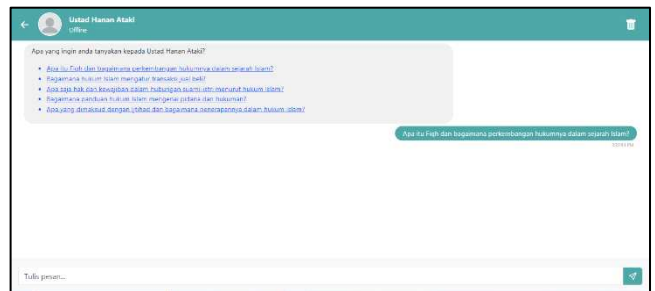 Ustad Hanan Ataki
Offline
Apa yang ingin anda tanyakan kepada Ustad Hanan Ataki?
Apa itu Fiqh dan bagaimana perkembangan hukumnya dalam sejarah Islam?
Bagaimana hukum Islam mengatur transaksi jual beli?
Apa saja hak dan kewajiban dalam hubungan suami istri menurut hukum Islam?
Bagaimana panduan hukum Islam mengenai pidana dan hukuman?
Apa yang dimaksud dengan ijtihad dan bagaimana penerapannya dalam hukum Islam?
Apa itu Fiqh dan bagaimana perkembangan hukumnya dalam sejarah Islam?
Tulis pesan...